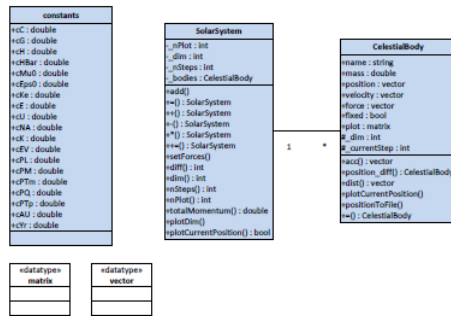 constants
+cC : double
+cG : double
+cH : double
+cHBar : double
+cMu0 : double
+cEps0 : double
+cKe : double
+cE : double
+cU : double
+cNA : double
+cK : double
+cEV : double
+cPL : double
+cPM : double
+cPTm : double
+cPQ : double
+cPTp : double
+cAU : double
+cYr : double
SolarSystem
-_nPlot : int
-_dim : int
-_nSteps : int
-_bodies : CelestialBody
+add()
+=() : SolarSystem
++() : SolarSystem
+-() : SolarSystem
+*() : SolarSystem
++=() : SolarSystem
+setForces()
+diff() : int
+dim() : int
+nSteps() : int
+nPlot() : int
+totalMomentum() : double
+plotDim()
+plotCurrentPosition() : bool
1
*
CelestialBody
+name : string
+mass : double
+position : vector
+velocity : vector
+force : vector
+fixed : bool
+plot : matrix
#_dim : int
#_currentStep : int
+acc() : vector
+position_diff() : CelestialBody
+dist() : vector
+plotCurrentPosition()
+positionToFile()
+=() : CelestialBody
«datatype»
matrix
«datatype»
vector